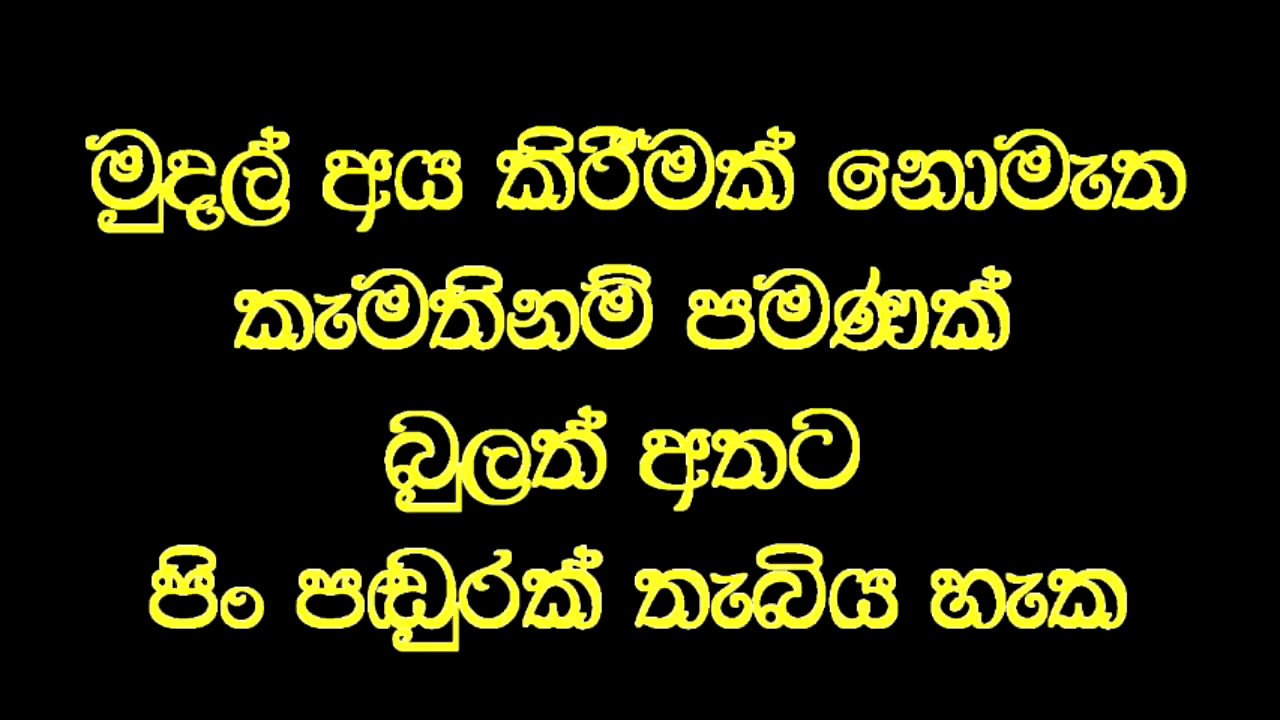 මුදල් අය කිරීමක් නොමැත
කැමතිනම් පමණක්
බුලත් අතට
පිං පඬුරක් තැබිය හැක